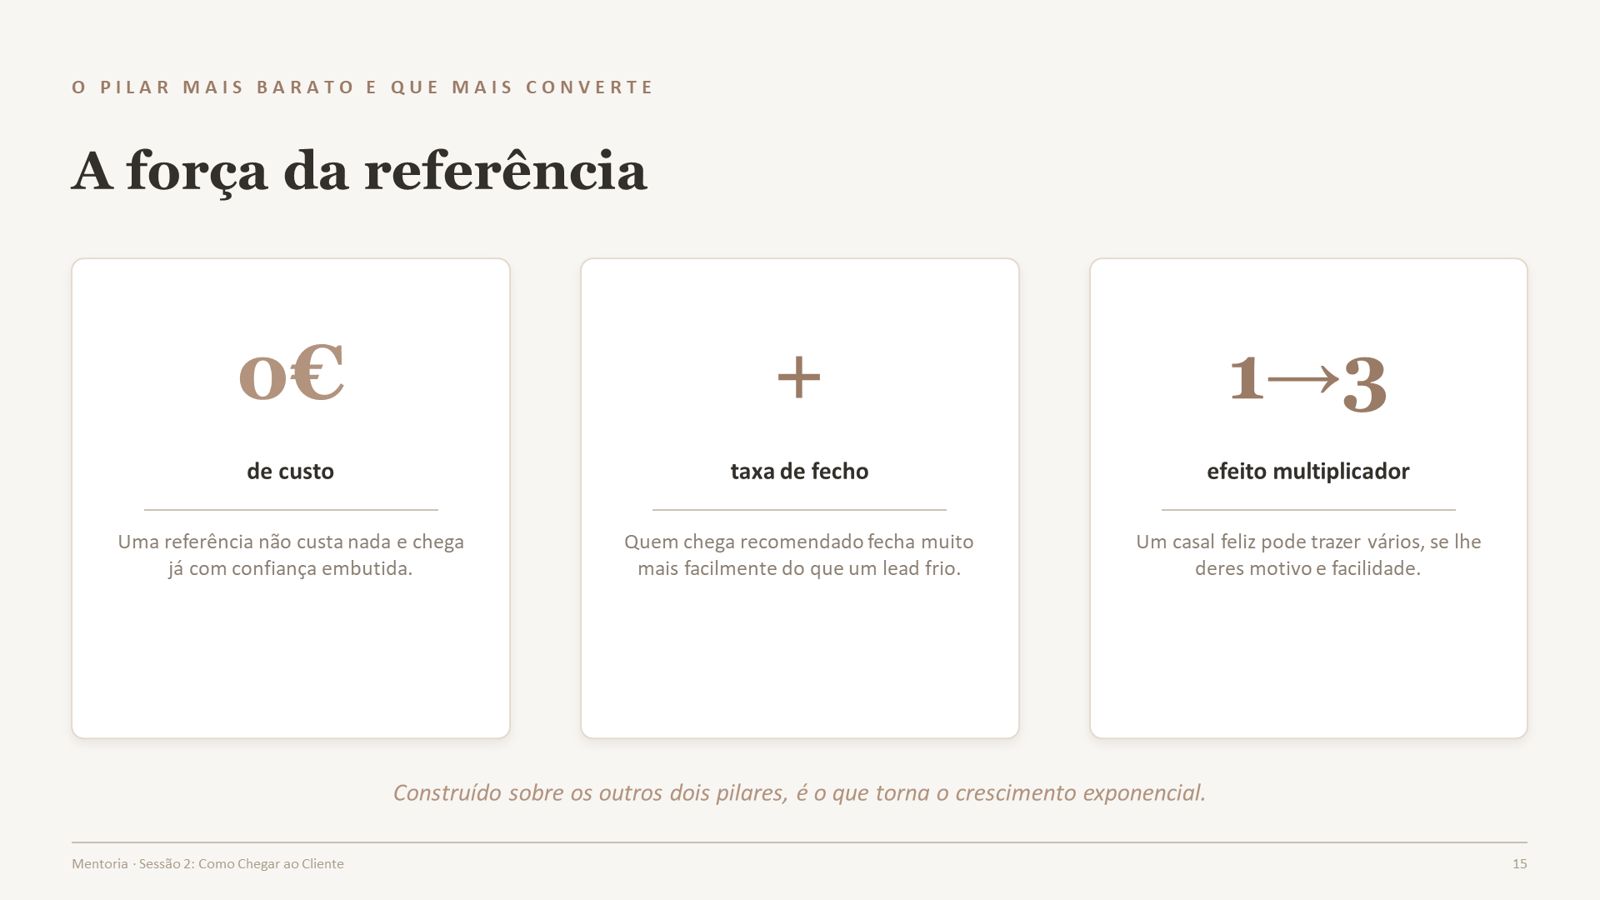 O PILAR MAIS BARATO E QUE MAIS CONVERTE
A força da referência
0€
de custo
Uma referência não custa nada e chega
já com confiança embutida.
+
taxa de fecho
Quem chega recomendado fecha muito
mais facilmente do que um lead frio.
1→3
efeito multiplicador
Um casal feliz pode trazer vários, se lhe
deres motivo e facilidade.
Construído sobre os outros dois pilares, é o que torna o crescimento exponencial.
Mentoria · Sessão 2: Como Chegar ao Cliente
15